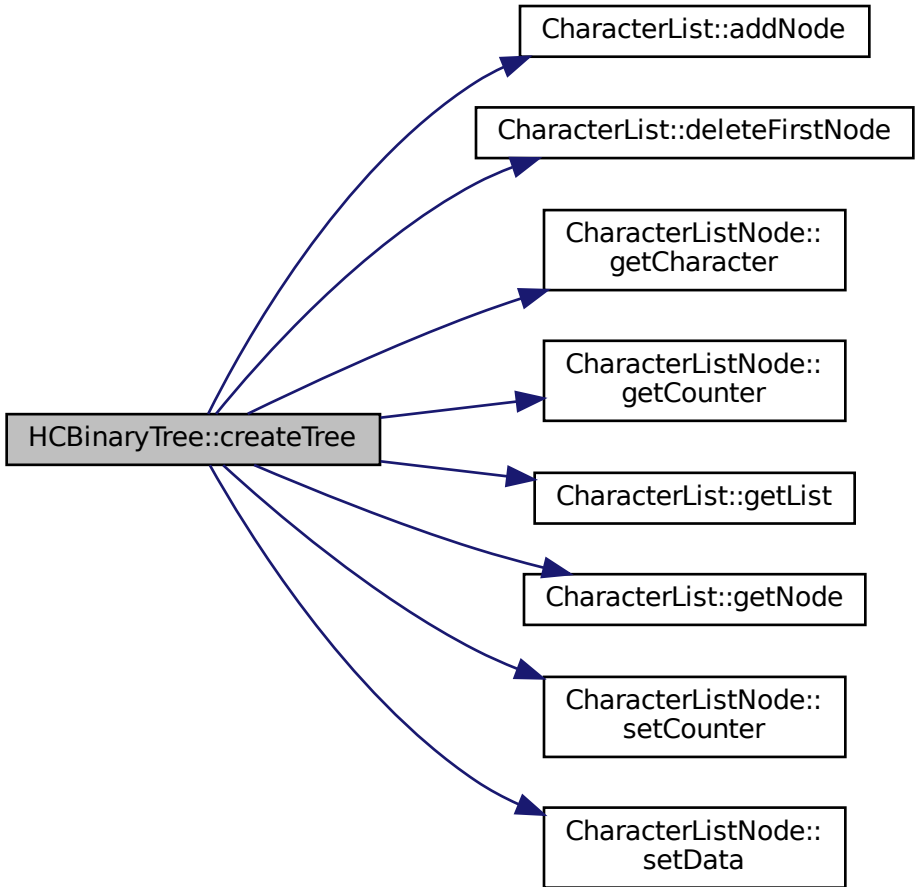 CharacterList::addNode
CharacterList::deleteFirstNode
CharacterListNode::
getCharacter
CharacterListNode::
getCounter
HCBinaryTree::createTree
CharacterList::getList
CharacterList::getNode
CharacterListNode::
setCounter
CharacterListNode::
setData